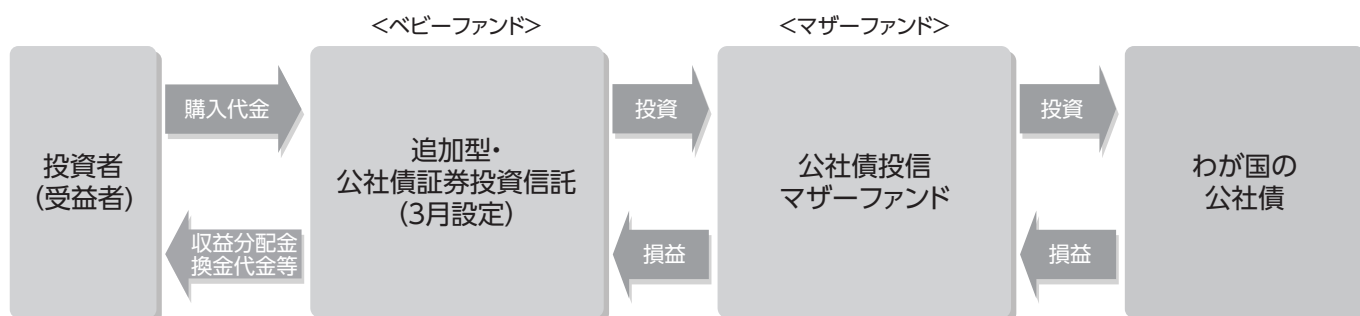 <ベビーファンド>
<マザーファンド>
投資者
(受益者)
購入代金
収益分配金
換金代金等
追加型・
公社債証券投資信託
(3月設定)
投資
損益
公社債投信
マザーファンド
投資
損益
わが国の
公社債